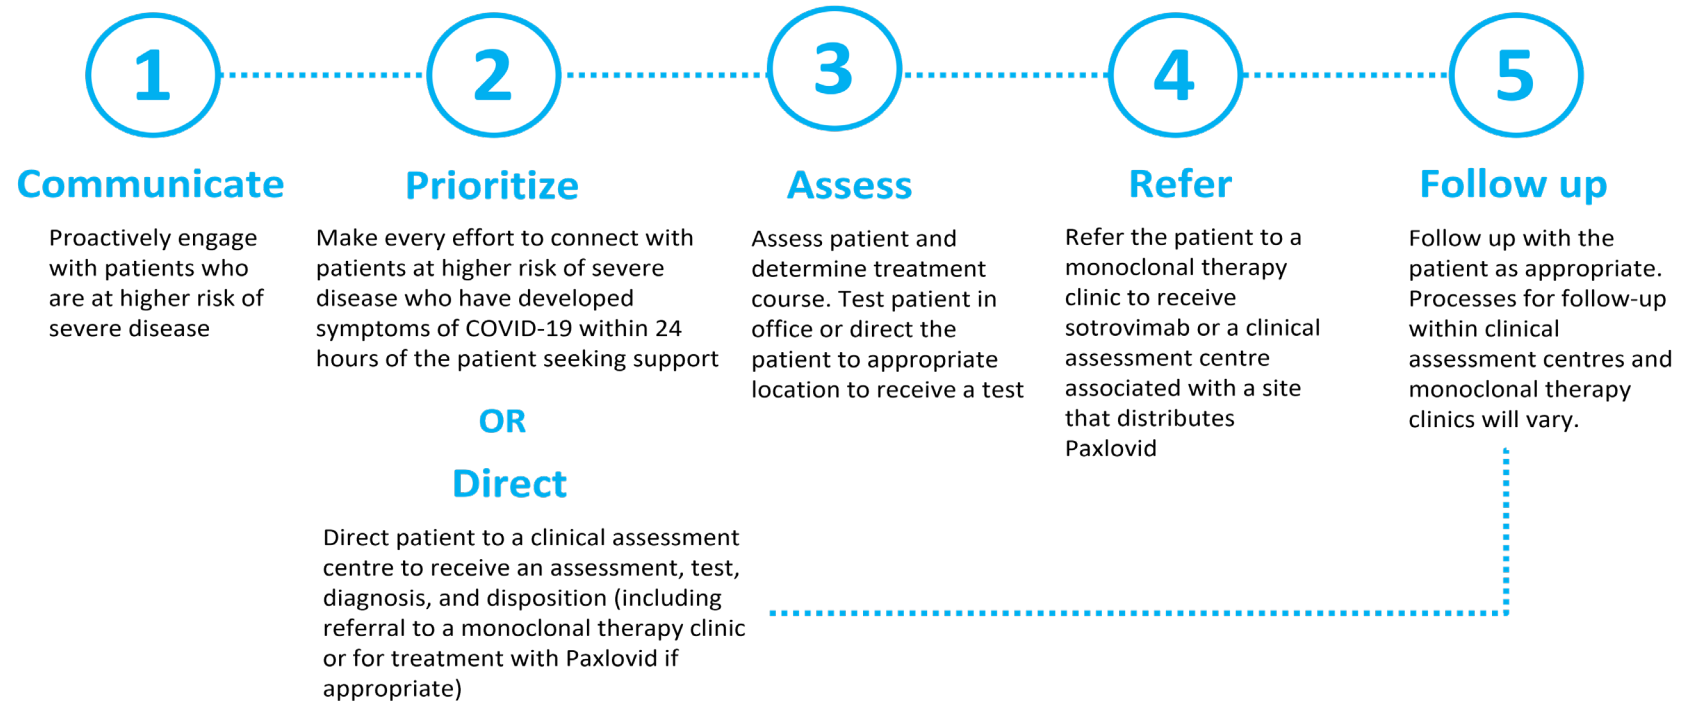 1
Communicate
Proactively engage
with patients who
are at higher risk of
severe disease
2
Prioritize
Make every effort to connect with
patients at higher risk of severe
disease who have developed
symptoms of COVID-19 within 24
hours of the patient seeking support
OR
Direct
Direct patient to a clinical assessment
centre to receive an assessment, test,
diagnosis, and disposition (including
referral to a monoclonal therapy clinic
or for treatment with Paxlovid if
appropriate)
3
Assess
Assess patient and
determine treatment
course. Test patient in
office or direct the
patient to appropriate
location to receive a test
4
Refer
Refer the patient to a
monoclonal therapy
clinic to receive
sotrovimab or a clinical
assessment centre
associated with a site
that distributes
Paxlovid
5
Follow up
Follow up with the
patient as appropriate.
Processes for follow-up
within clinical
assessment centres and
monoclonal therapy
clinics will vary.